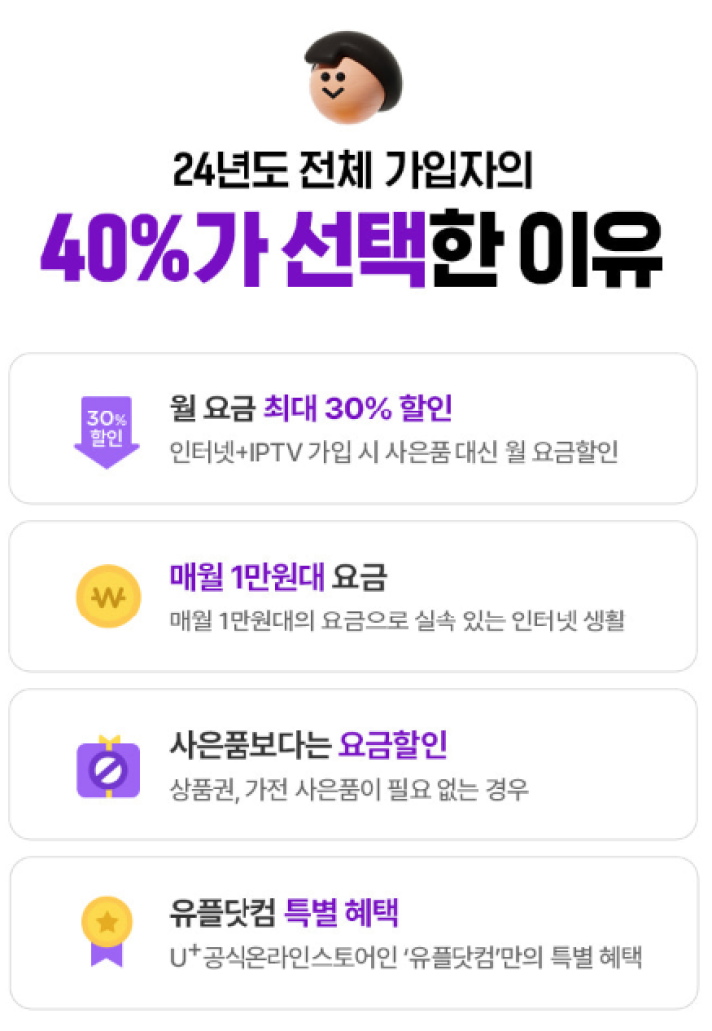 24년도 전체 가입자의
40%가 선택한 이유
30%
할인
월 요금 최대 30% 할인
인터넷+IPTV 가입 시 사은품 대신 월 요금할인
₩
매월 1만원대 요금
매월 1만원대의 요금으로 실속 있는 인터넷 생활
사은품보다는 요금할인
상품권, 가전 사은품이 필요 없는 경우
유플닷컴 특별 혜택
U⁺공식온라인스토어인 ‘유플닷컴’만의 특별 혜택